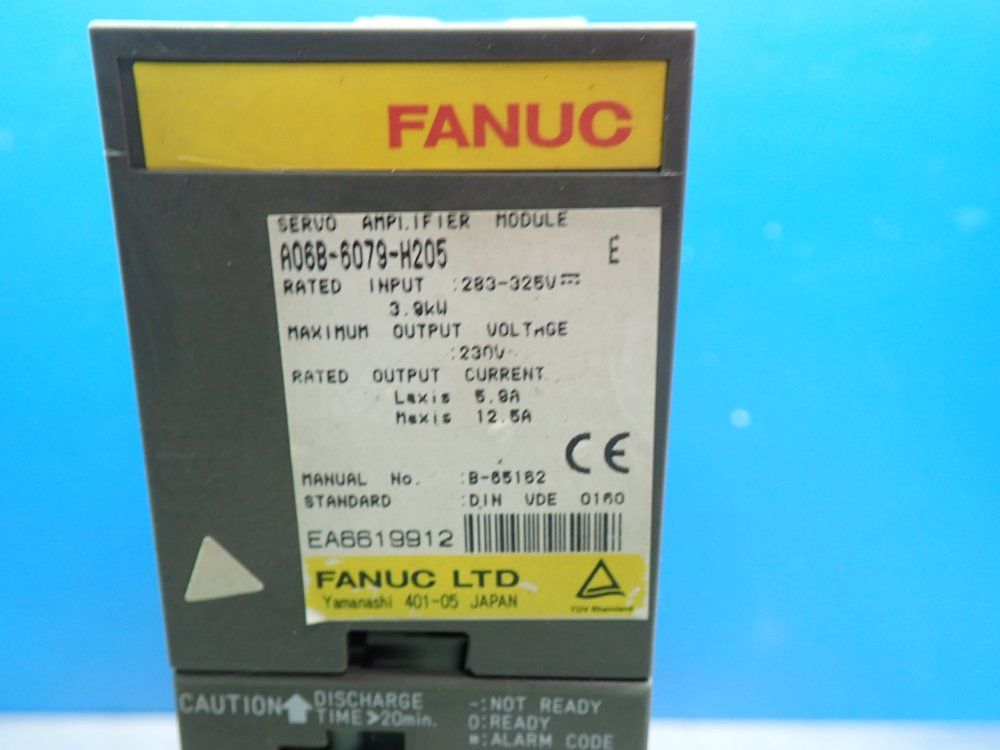 FANUC
SERVO AMPLIFIER MODULE
A06B-6079-H205 E
RATED INPUT :283-325V⎓
3.9kW
MAXIMUM OUTPUT VOLTAGE
:230V~
RATED OUTPUT CURRENT
Laxis 5.9A
Maxis 12.5A
CE
MANUAL No. :B-65162
STANDARD :DIN VDE 0160
EA6619912
FANUC LTD
Yamanashi 401-05 JAPAN
TÜV Rheinland
CAUTION DISCHARGE
TIME>20min.
-:NOT READY
0:READY
*:ALARM CODE